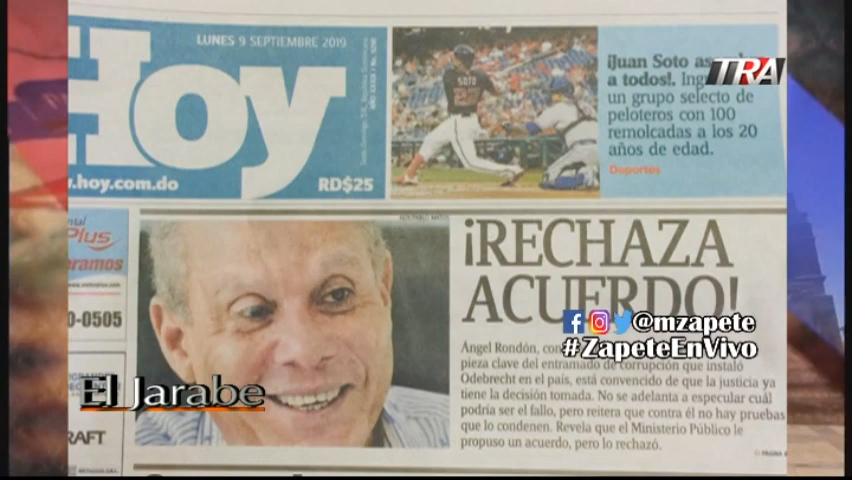 Hoy
LUNES 9 SEPTIEMBRE 2019
.hoy.com.do
RD$25
¡Juan Soto
a todos!.
un grupo selecto de
peloteros con 100
remolcadas a los 20
años de edad.
Deportes
TRA
Plus
eramos
0-0505
RAFT
¡RECHAZA
ACUERDO!
@mzapete
#ZapeteEnVivo
Ángel Rondón,
pieza clave del entramado de corrupción que instaló
Odebrecht en el país, está convencido de que la justicia ya
tiene la decisión tomada. No se adelanta a especular cuál
podría ser el fallo, pero reitera que contra él no hay pruebas
que lo condenen. Revela que el Ministerio Público le
propuso un acuerdo, pero lo rechazó.
El Jarabe